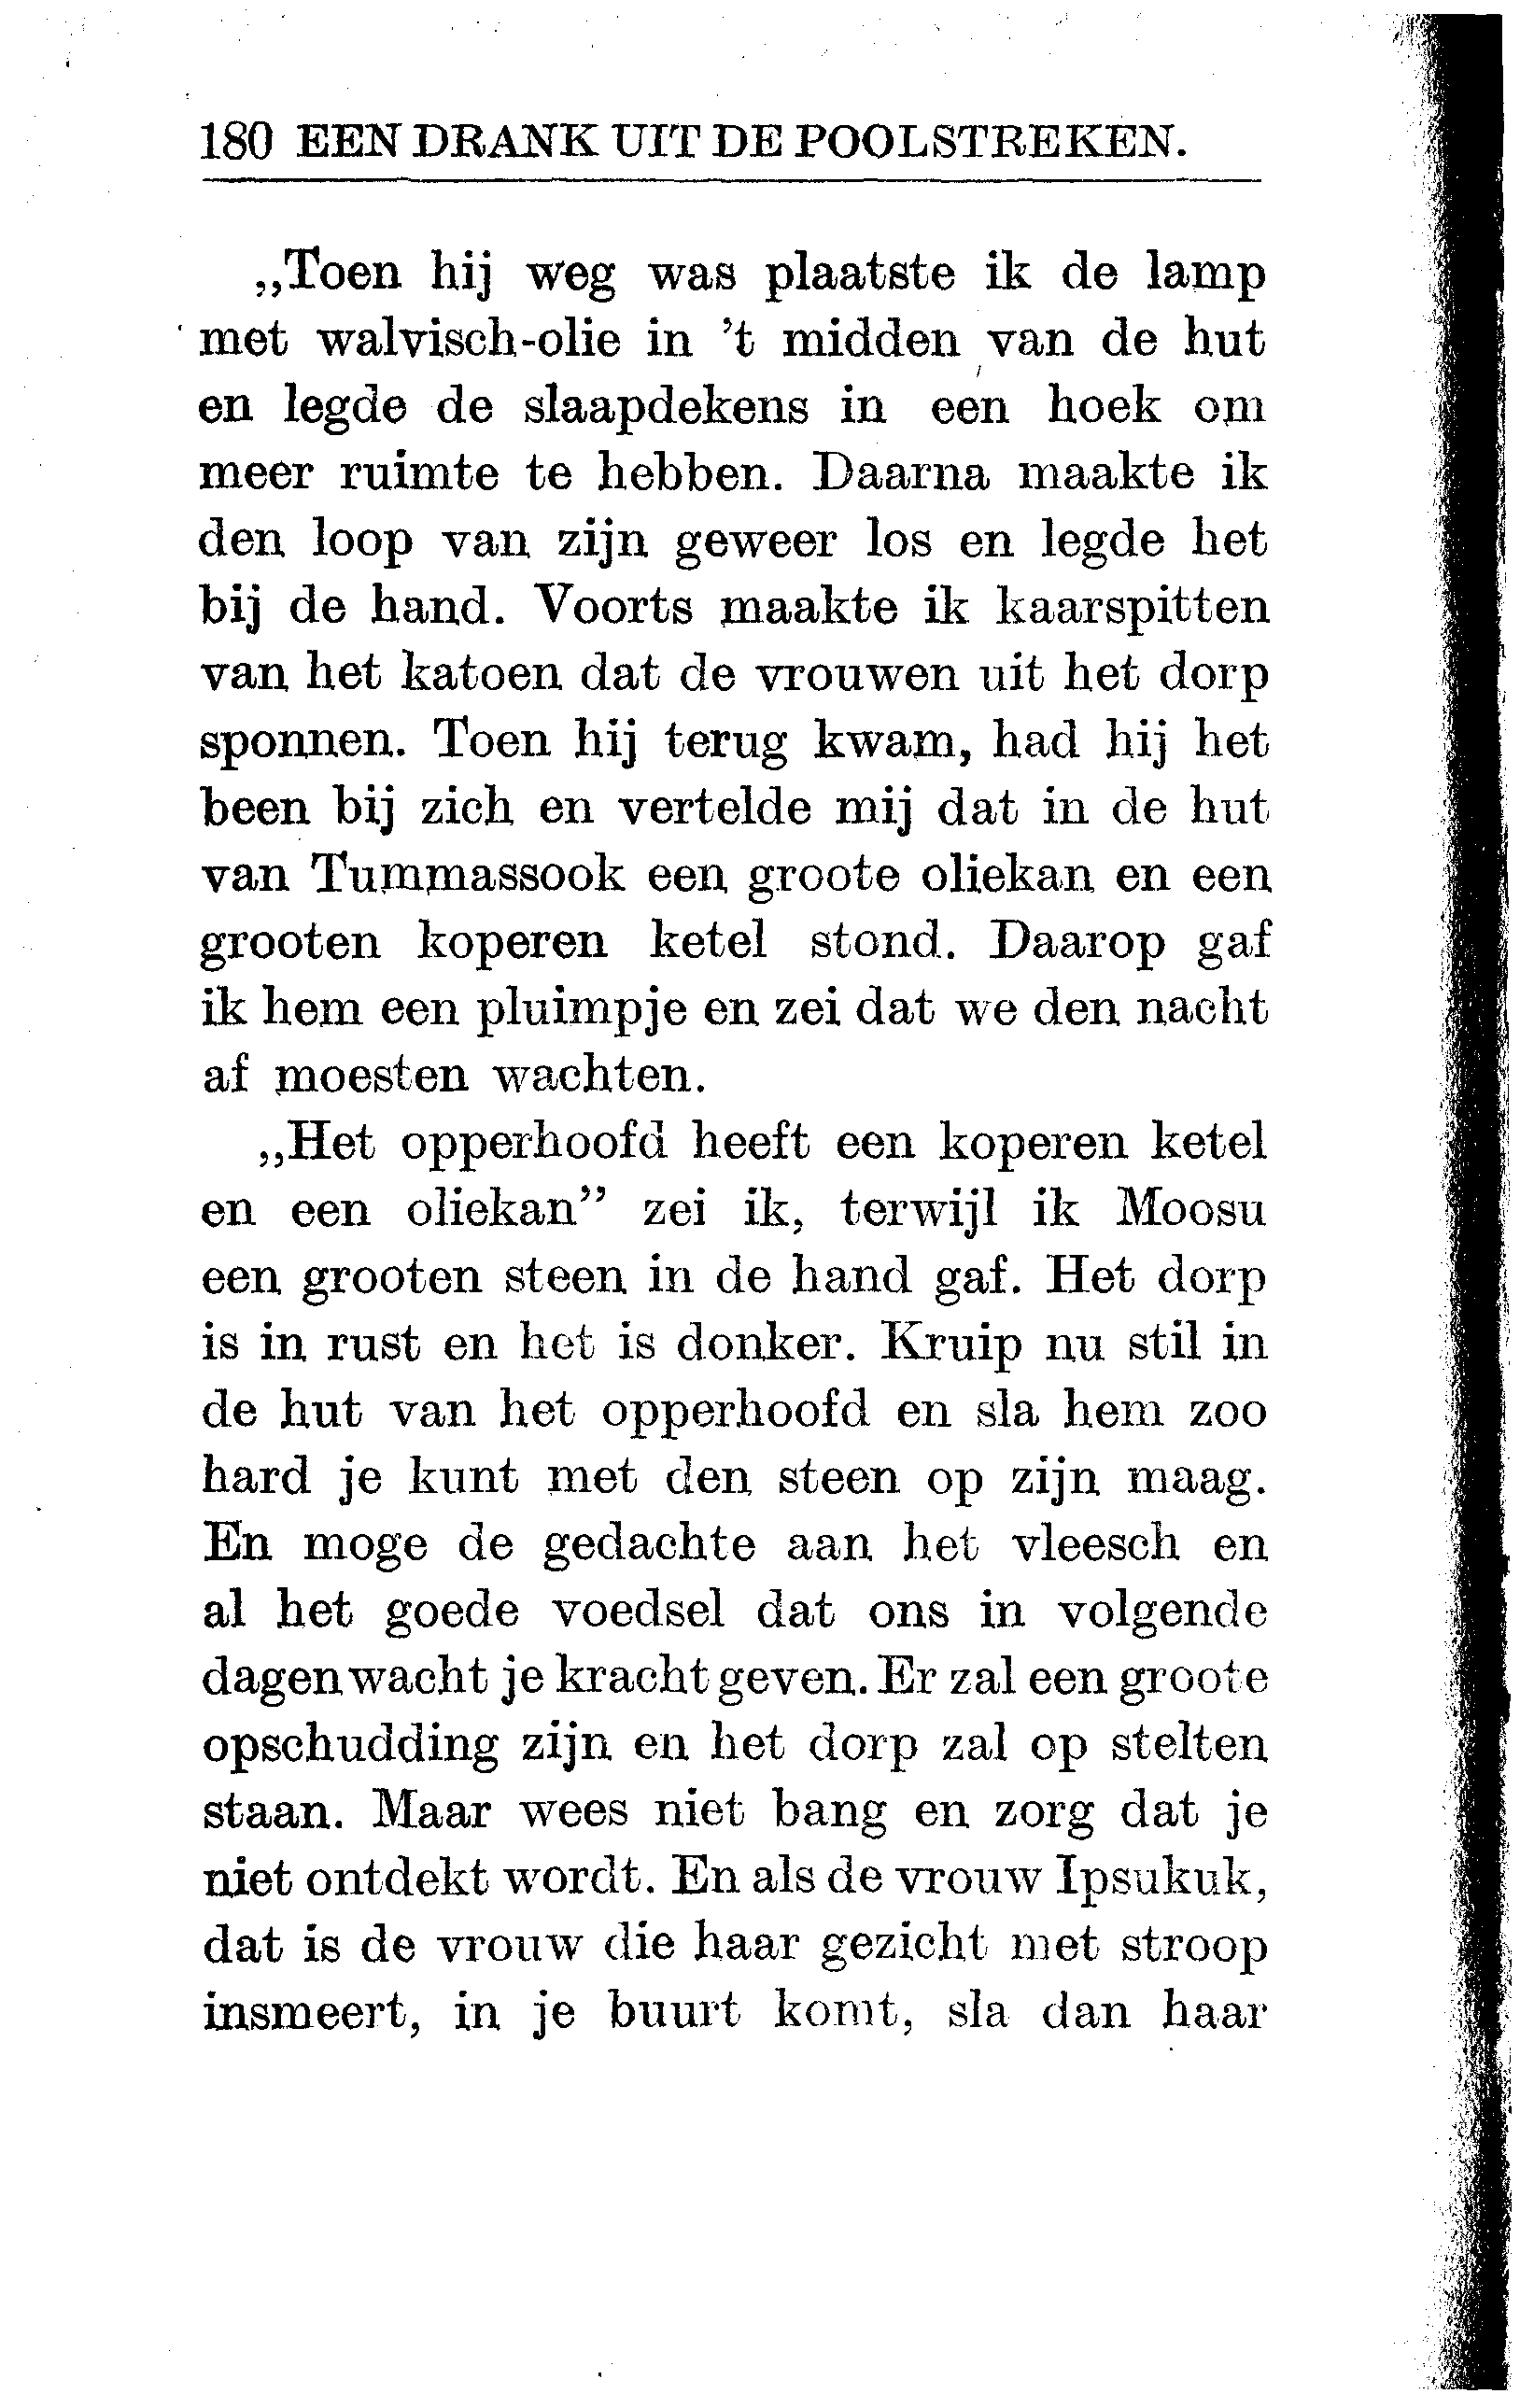 180 EEN DRANK UIT DE POOLSTREKEN.
„Toen hij weg was plaatste ik de lamp
met walvisch-olie in ’t midden van de hut
en legde de slaapdekens in een hoek om
meer ruimte te hebben. Daarna maakte ik
den loop van zijn geweer los en legde het
bij de hand. Voorts maakte ik kaarspitten
van het katoen dat de vrouwen uit het dorp
sponnen. Toen hij terug kwam, had hij het
been bij zich en vertelde mij dat in de hut
van Tummassook een groote oliekan en een
grooten koperen ketel stond. Daarop gaf
ik hem een pluimpje en zei dat we den nacht
af moesten wachten.
„Het opperhoofd heeft een koperen ketel
en een oliekan” zei ik, terwijl ik Moosu
een grooten steen in de hand gaf. Het dorp
is in rust en het is donker. Kruip nu stil in
de hut van het opperhoofd en sla hem zoo
hard je kunt met den steen op zijn maag.
En moge de gedachte aan het vleesch en
al het goede voedsel dat ons in volgende
dagen wacht je kracht geven. Er zal een groote
opschudding zijn en het dorp zal op stelten
staan. Maar wees niet bang en zorg dat je
niet ontdekt wordt. En als de vrouw Ipsukuk,
dat is de vrouw die haar gezicht met stroop
insmeert, in je buurt komt, sla dan haar